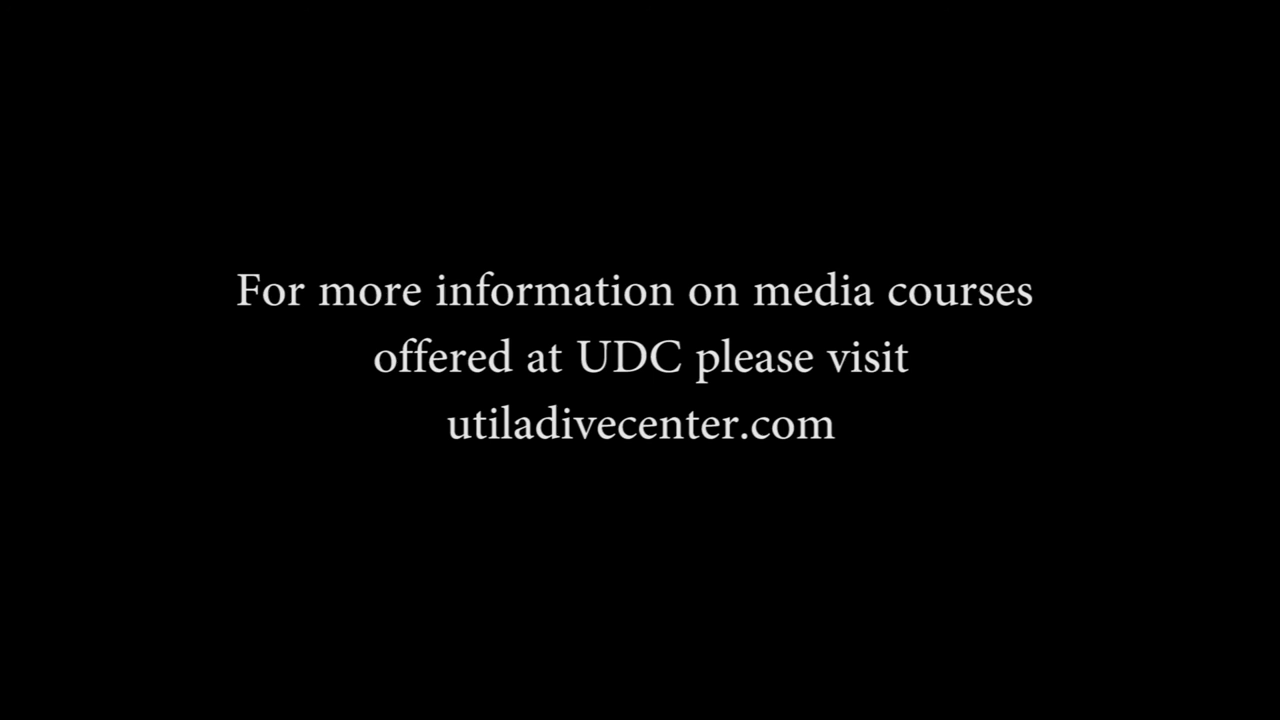 For more information on media courses
offered at UDC please visit
utiladivecenter.com